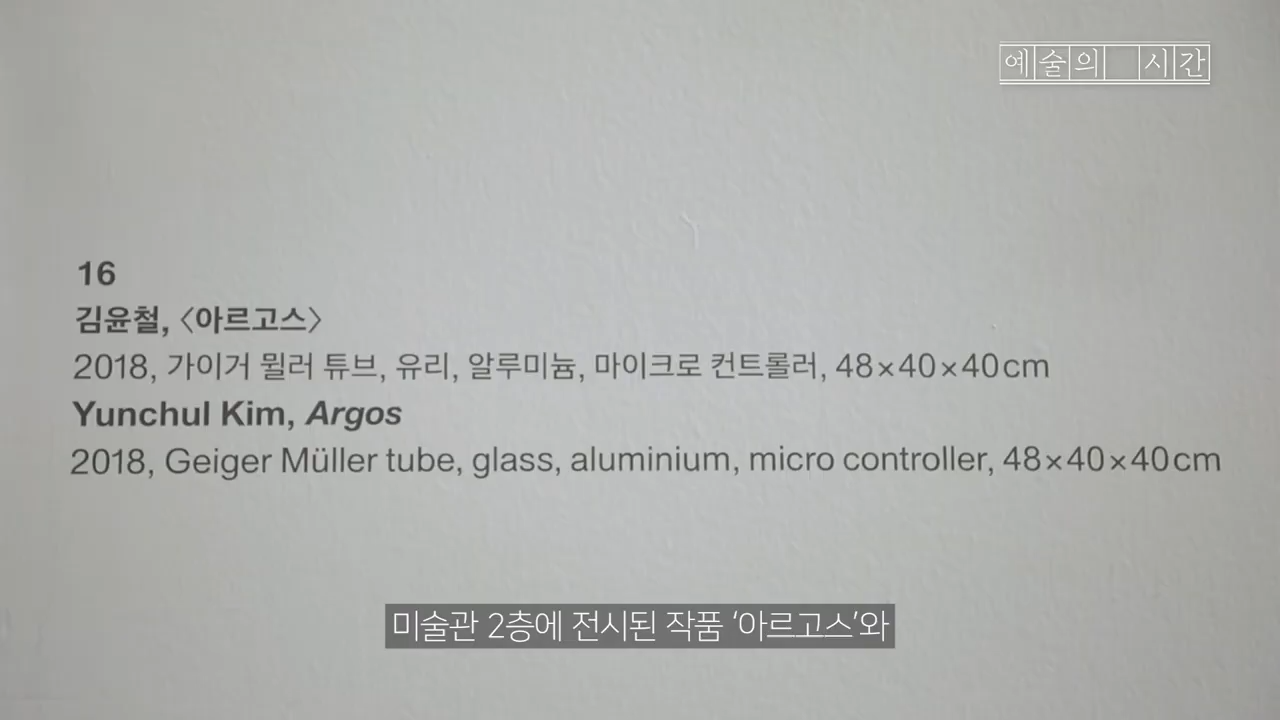 예술의 시간
16
김윤철, 〈아르고스〉
2018, 가이거 뮐러 튜브, 유리, 알루미늄, 마이크로 컨트롤러, 48×40×40cm
Yunchul Kim, Argos
2018, Geiger Müller tube, glass, aluminium, micro controller, 48×40×40cm
미술관 2층에 전시된 작품 ‘아르고스’와